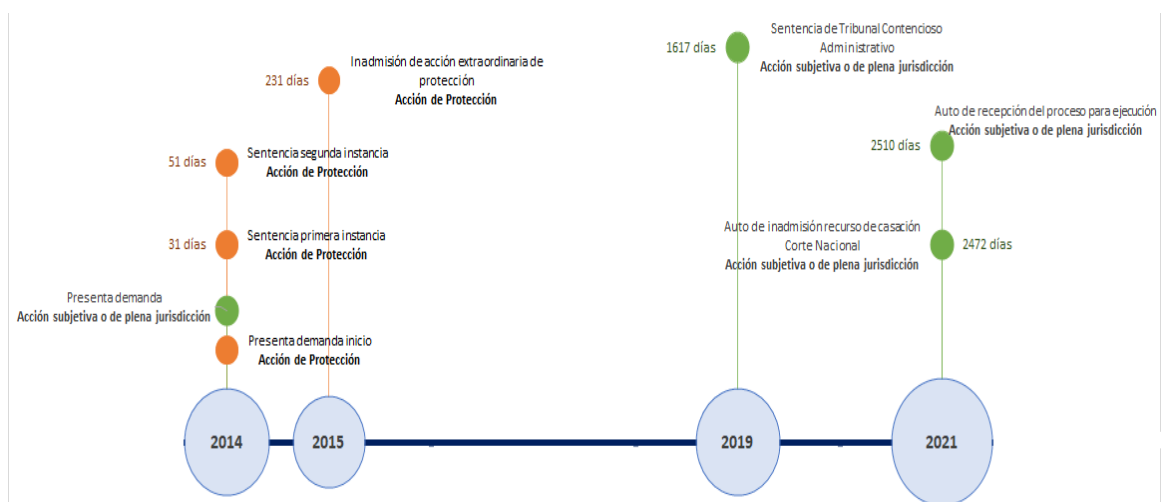 Sentencia de Tribunal Contencioso
Administrativo
Acción subjetiva o de plena jurisdicción
1617 días
Inadmisión de acción extraordinaria de
protección
Acción de Protección
231 días
Auto de recepción del proceso para ejecución
Acción subjetiva o de plena jurisdicción
2510 días
51 días
Sentencia segunda instancia
Acción de Protección
31 días
Sentencia primera instancia
Acción de Protección
Auto de inadmisión recurso de casación
Corte Nacional
Acción subjetiva o de plena jurisdicción
2472 días
Presenta demanda
Acción subjetiva o de plena jurisdicción
Presenta demanda inicio
Acción de Protección
2014
2015
2019
2021